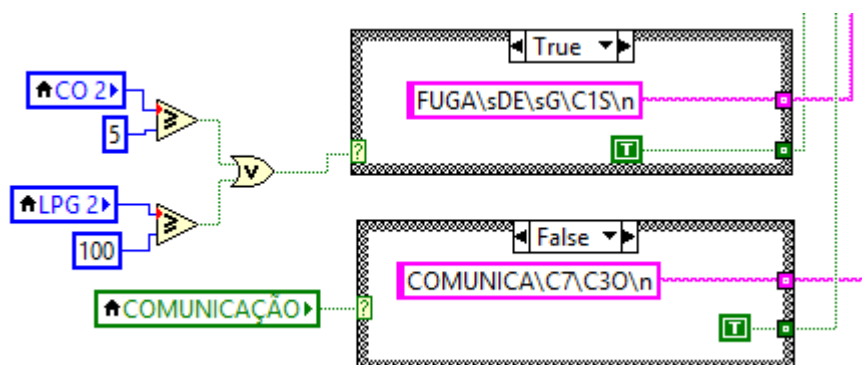 True
CO 2
FUGA\sDE\sG\C1S\n
5
T
V
LPG 2
100
False
COMUNICA\C7\C3O\n
COMUNICAÇÃO
T